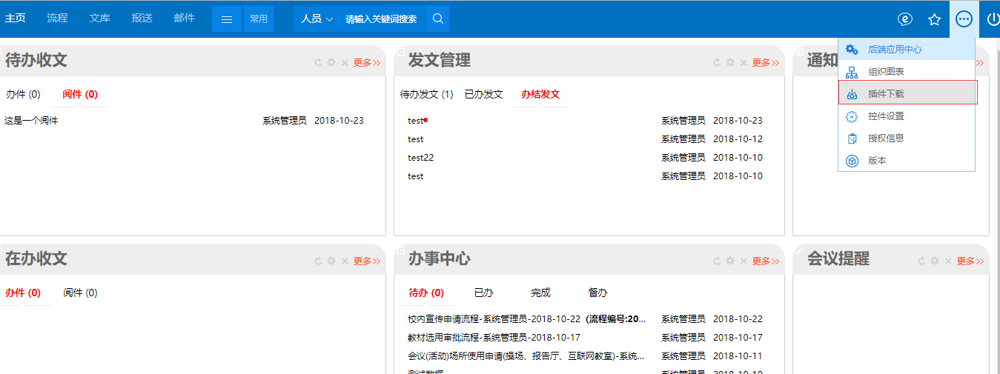 主页 流程 文库 报送 邮件 常用 人员 请输入关键词搜索
后端应用中心
组织图表
插件下载
控件设置
授权信息
版本
待办收文 更多
办件 (0) 阅件 (0)
这是一个阅件 系统管理员 2018-10-23
发文管理 更多
待办发文 (1) 已办发文 办结发文
test 系统管理员 2018-10-23
test 系统管理员 2018-10-12
test22 系统管理员 2018-10-10
test 系统管理员 2018-10-10
通知
在办收文 更多
办件 (0) 阅件 (0)
办事中心 更多
待办 (0) 已办 完成 督办
校内宣传申请流程-系统管理员-2018-10-22 (流程编号:20... 系统管理员 2018-10-22
教材选用审批流程-系统管理员-2018-10-17 系统管理员 2018-10-17
会议(活动)场所使用申请(操场、报告厅、互联网教室)-系统... 系统管理员 2018-10-11
测试数据 系统管理员 2018-10-10
会议提醒 更多